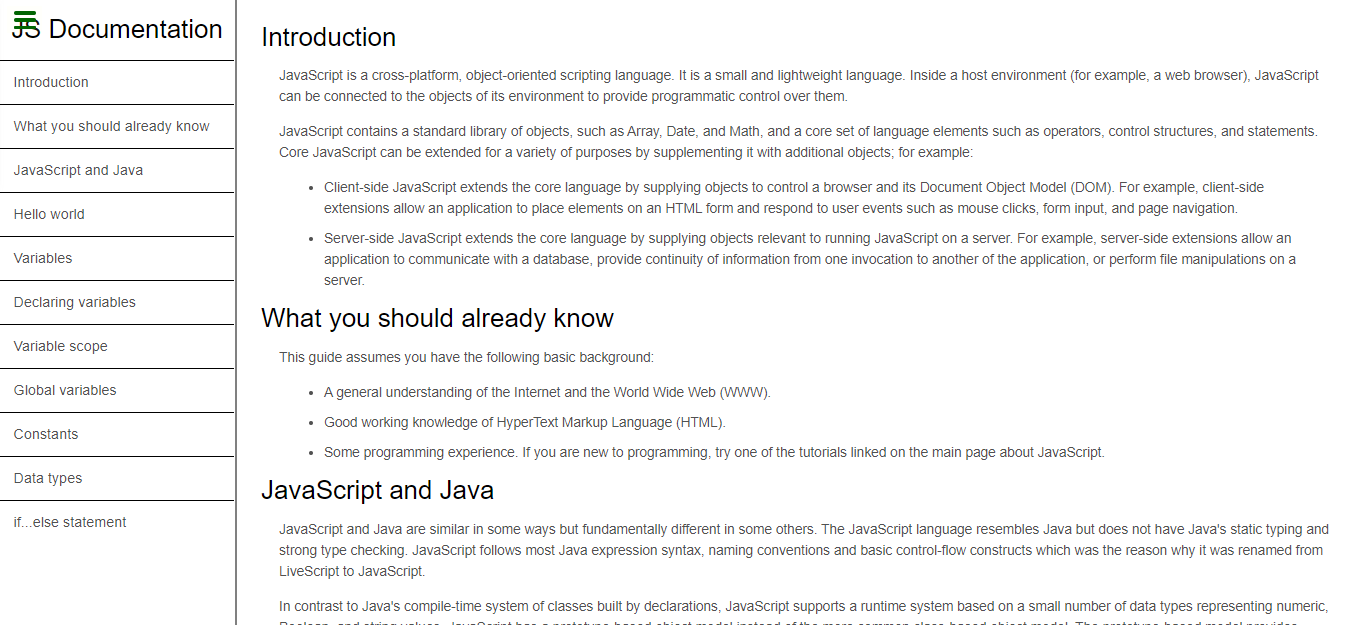 JS Documentation
Introduction
What you should already know
JavaScript and Java
Hello world
Variables
Declaring variables
Variable scope
Global variables
Constants
Data types
if...else statement
Introduction
JavaScript is a cross-platform, object-oriented scripting language. It is a small and lightweight language. Inside a host environment (for example, a web browser), JavaScript
can be connected to the objects of its environment to provide programmatic control over them.
JavaScript contains a standard library of objects, such as Array, Date, and Math, and a core set of language elements such as operators, control structures, and statements.
Core JavaScript can be extended for a variety of purposes by supplementing it with additional objects; for example:
• Client-side JavaScript extends the core language by supplying objects to control a browser and its Document Object Model (DOM). For example, client-side
extensions allow an application to place elements on an HTML form and respond to user events such as mouse clicks, form input, and page navigation.
• Server-side JavaScript extends the core language by supplying objects relevant to running JavaScript on a server. For example, server-side extensions allow an
application to communicate with a database, provide continuity of information from one invocation to another of the application, or perform file manipulations on a
server.
What you should already know
This guide assumes you have the following basic background:
• A general understanding of the Internet and the World Wide Web (WWW).
• Good working knowledge of HyperText Markup Language (HTML).
• Some programming experience. If you are new to programming, try one of the tutorials linked on the main page about JavaScript.
JavaScript and Java
JavaScript and Java are similar in some ways but fundamentally different in some others. The JavaScript language resembles Java but does not have Java's static typing and
strong type checking. JavaScript follows most Java expression syntax, naming conventions and basic control-flow constructs which was the reason why it was renamed from
LiveScript to JavaScript.
In contrast to Java's compile-time system of classes built by declarations, JavaScript supports a runtime system based on a small number of data types representing numeric,